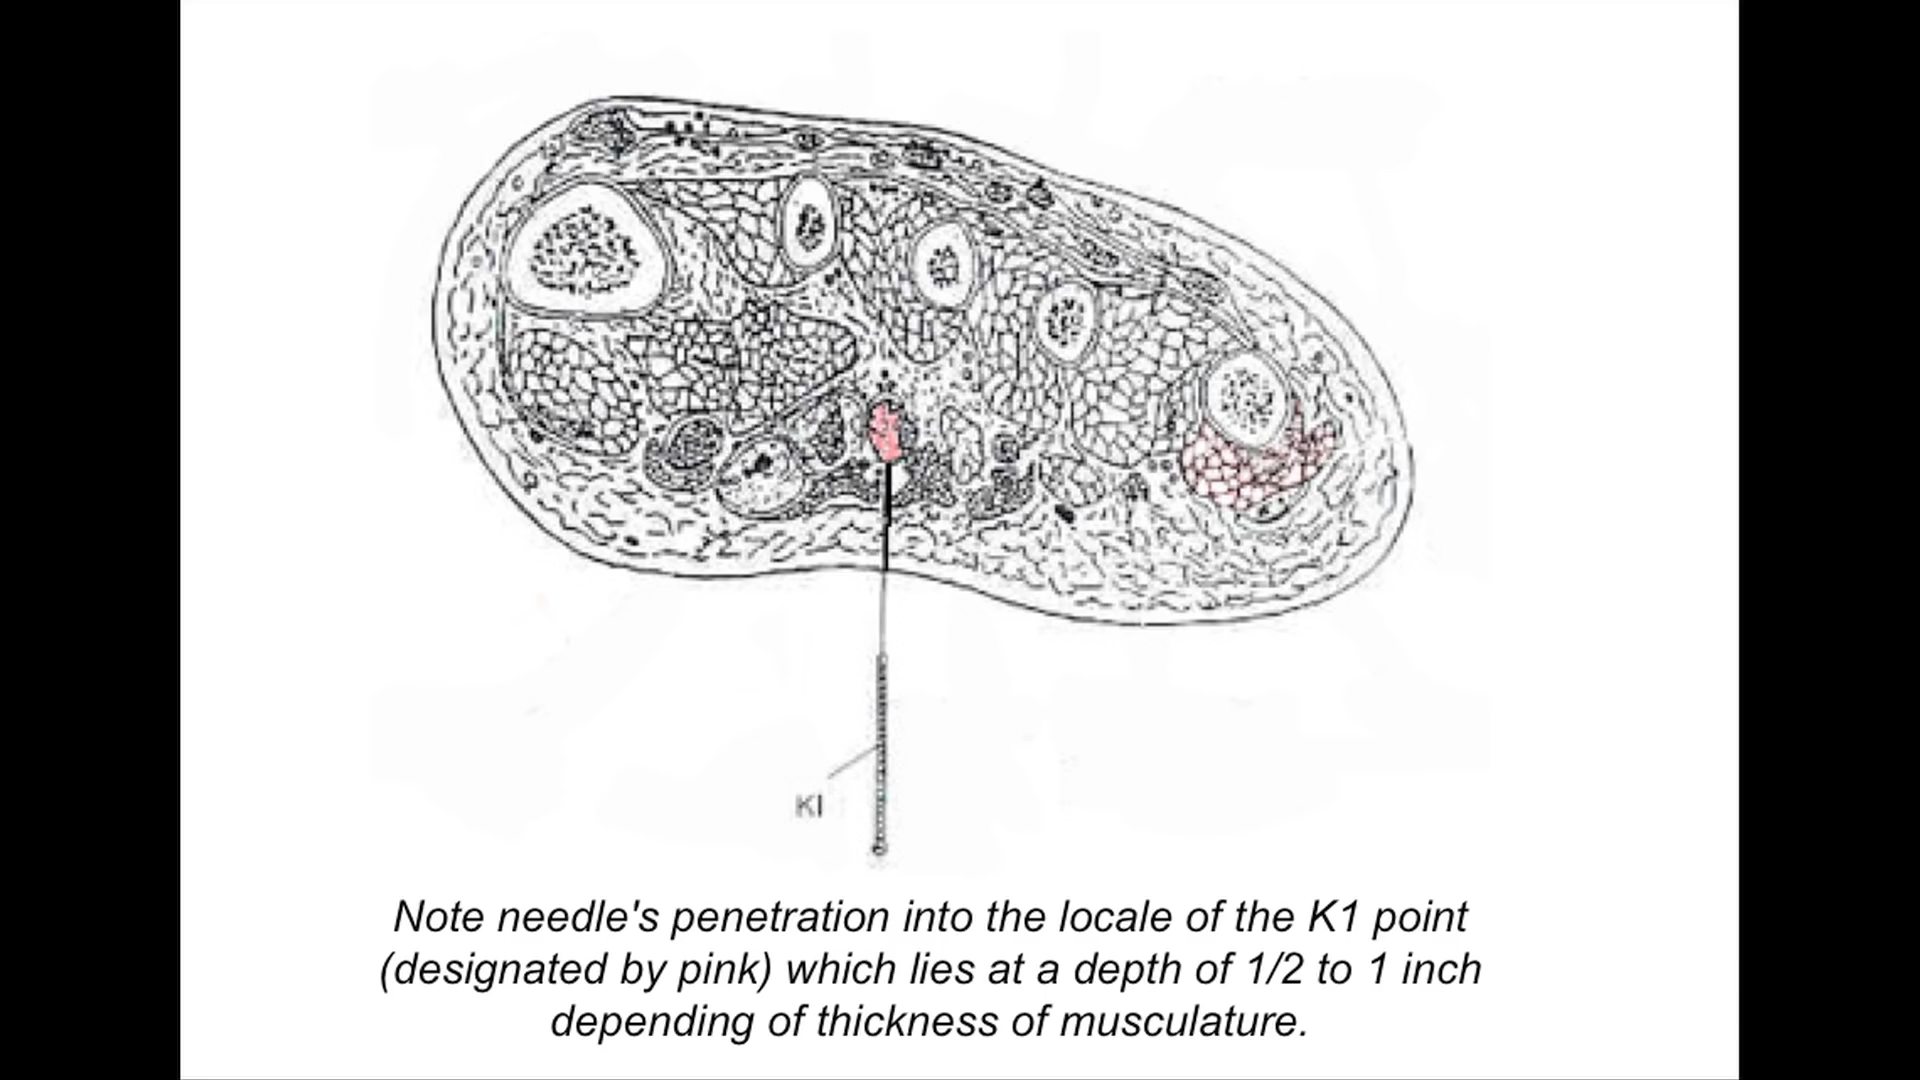 KI
Note needle's penetration into the locale of the K1 point
(designated by pink) which lies at a depth of 1/2 to 1 inch
depending of thickness of musculature.